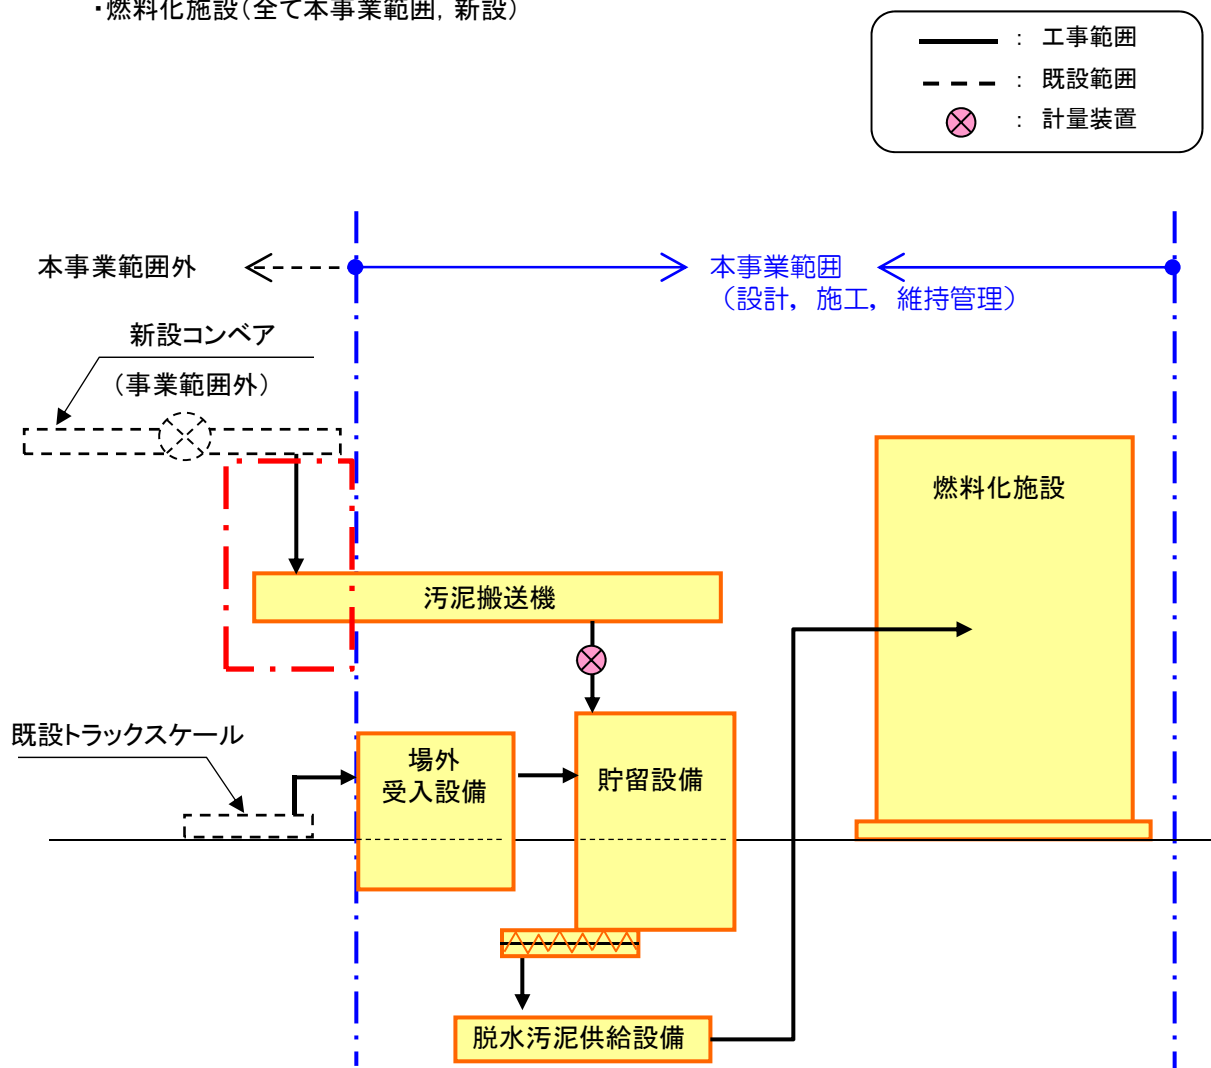 ・燃料化施設（全て本事業範囲，新設）
： 工事範囲
： 既設範囲
： 計量装置
本事業範囲外
本事業範囲
（設計，施工，維持管理）
新設コンベア
（事業範囲外）
燃料化施設
汚泥搬送機
既設トラックスケール
場外
受入設備
貯留設備
脱水汚泥供給設備